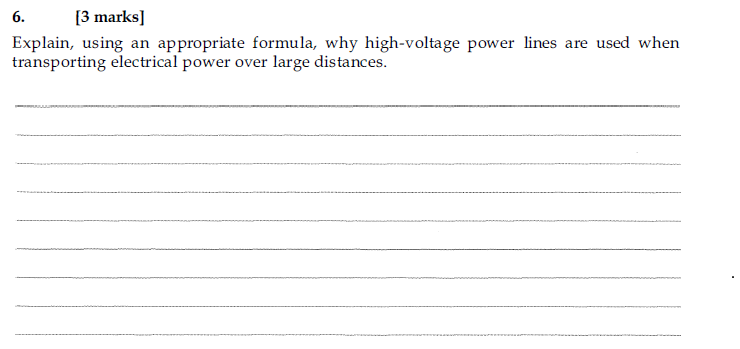 6. [3 marks]
Explain, using an appropriate formula, why high-voltage power lines are used when
transporting electrical power over large distances.